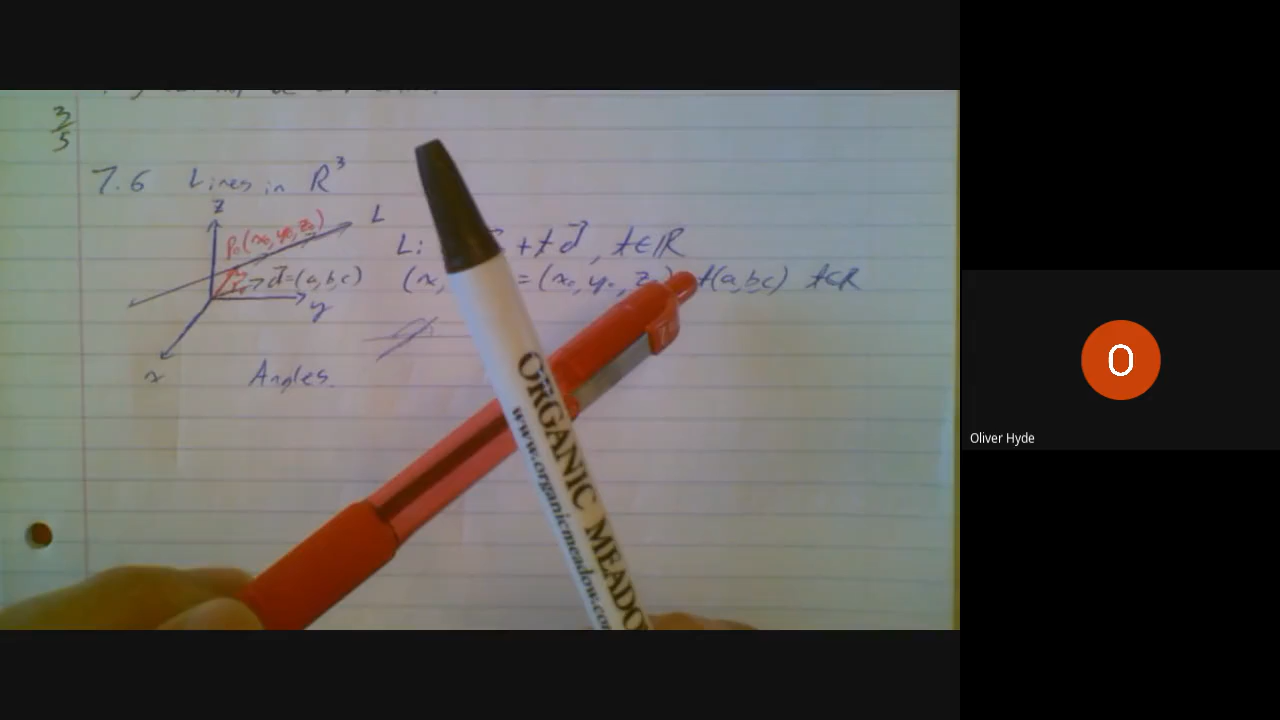 3/5
7.6 Lines in R³
z
P₀(x₀, y₀, z₀)
L
L: + t d⃗, t∈ℝ
d⃗=(a,b,c)
(x, = (x₀, y₀, z₀) t(a,b,c) t∈ℝ
y
x
Angles.
ORGANIC MEADO
www.organicmeadow.co
O
Oliver Hyde